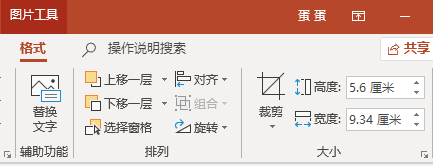 图片工具 蛋 蛋
格式 操作说明搜索 共享
替换文字 上移一层 对齐 裁剪 高度: 5.6 厘米
下移一层 组合 宽度: 9.34 厘米
选择窗格 旋转
辅助功能 排列 大小